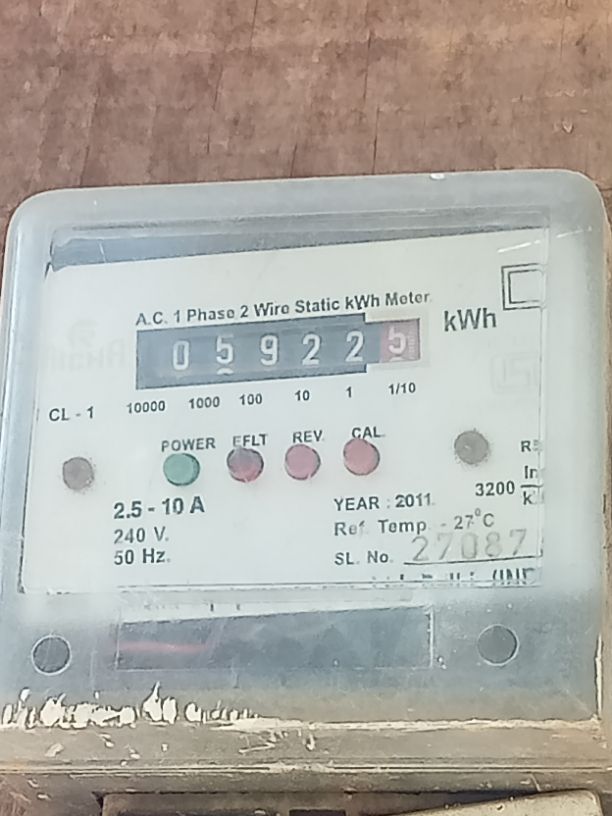 A.C. 1 Phase 2 Wire Static kWh Meter
kWh
0 5 9 2 2 5
10000 1000 100 10 1 1/10
CL - 1
POWER EFLT REV. CAL.
2.5 - 10 A
240 V.
50 Hz.
3200
YEAR : 2011
Ref. Temp. - 27°C
SL. No. 27087